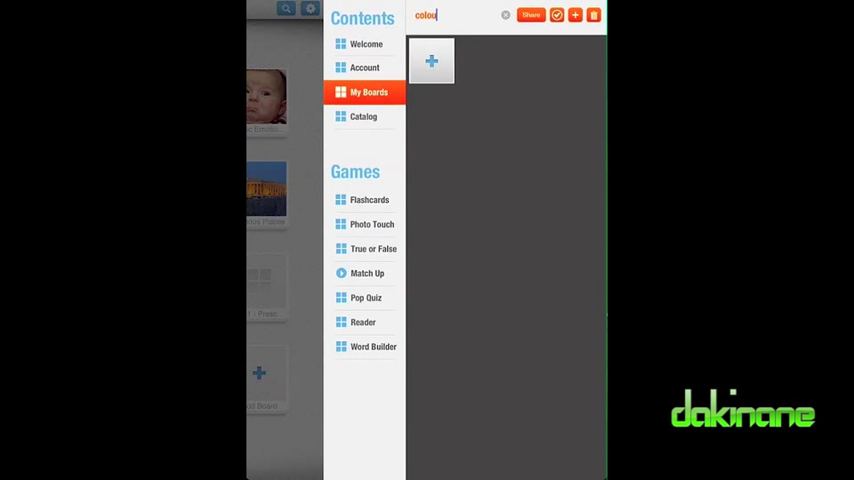 Contents
Welcome
Account
My Boards
Catalog
Games
Flashcards
Photo Touch
True or False
Match Up
Pop Quiz
Reader
Word Builder
colou
Share
dakinane